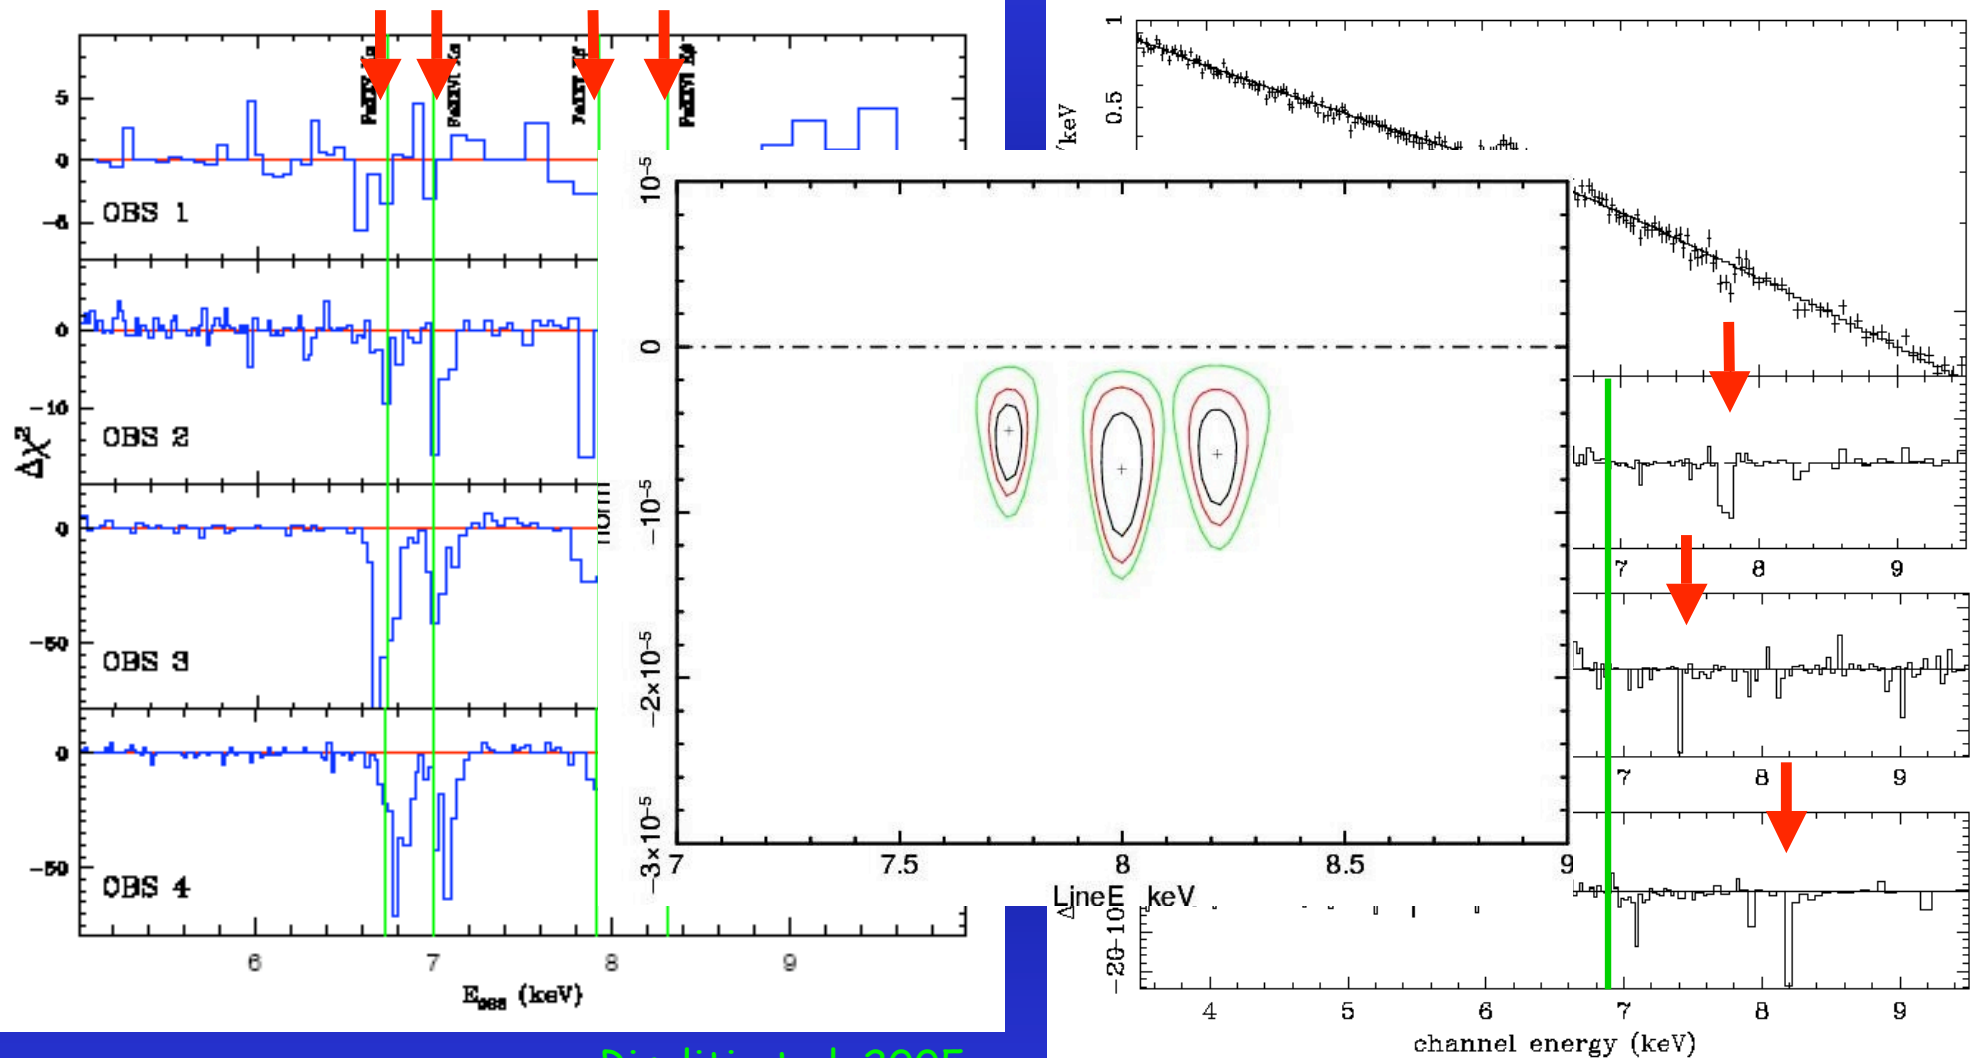 FeXXVI Kα
FeXXV Kβ
FeXXVI Kβ
5
0
OBS 1
0
-10
OBS 2
0
-50
OBS 3
0
-50
OBS 4
Δχ²
6 7 8 9
E_OBS (keV)
10⁻⁵
0
−10⁻⁵
−2×10⁻⁵
−3×10⁻⁵
norm
7 7.5 8 8.5 9
LineE keV
1
0.5
/keV
7 8 9
7 8 9
-10
-20
4 5 6 7 8 9
channel energy (keV)